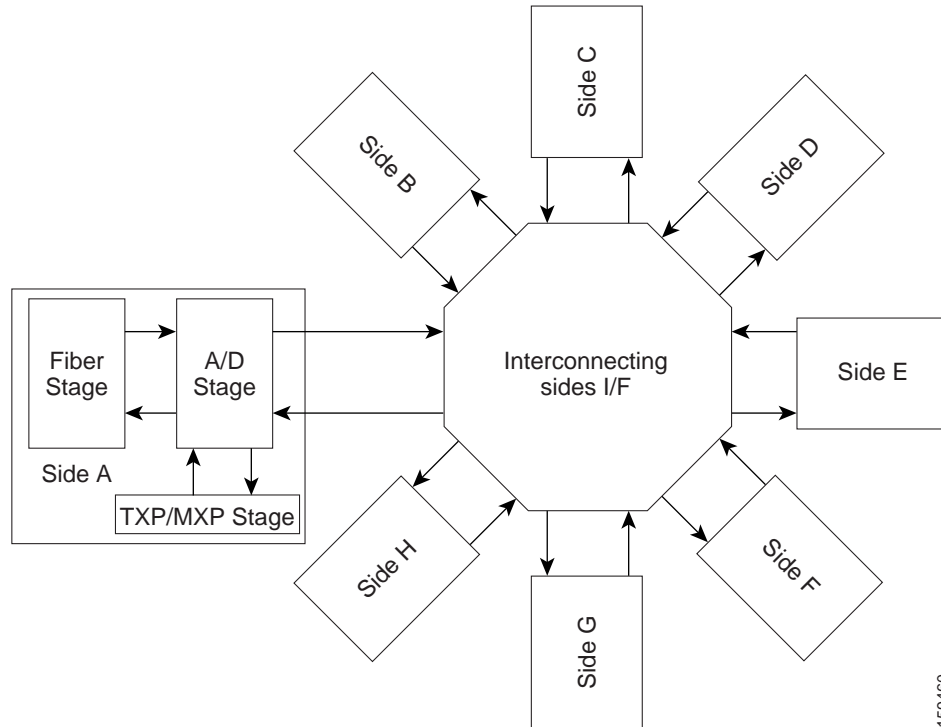 Side C
Side B
Side D
Fiber
Stage
A/D
Stage
Side A
TXP/MXP Stage
Interconnecting
sides I/F
Side E
Side H
Side F
Side G